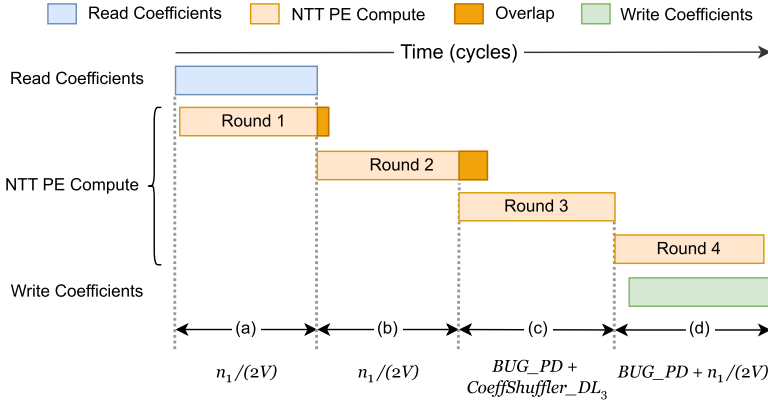 Read Coefficients NTT PE Compute Overlap Write Coefficients
Time (cycles)
Read Coefficients
Round 1
Round 2
NTT PE Compute
Round 3
Round 4
Write Coefficients
(a) (b) (c) (d)
n₁/(2V) n₁/(2V) BUG_PD + BUG_PD + n₁/(2V)
CoeffShuffler_DL₃